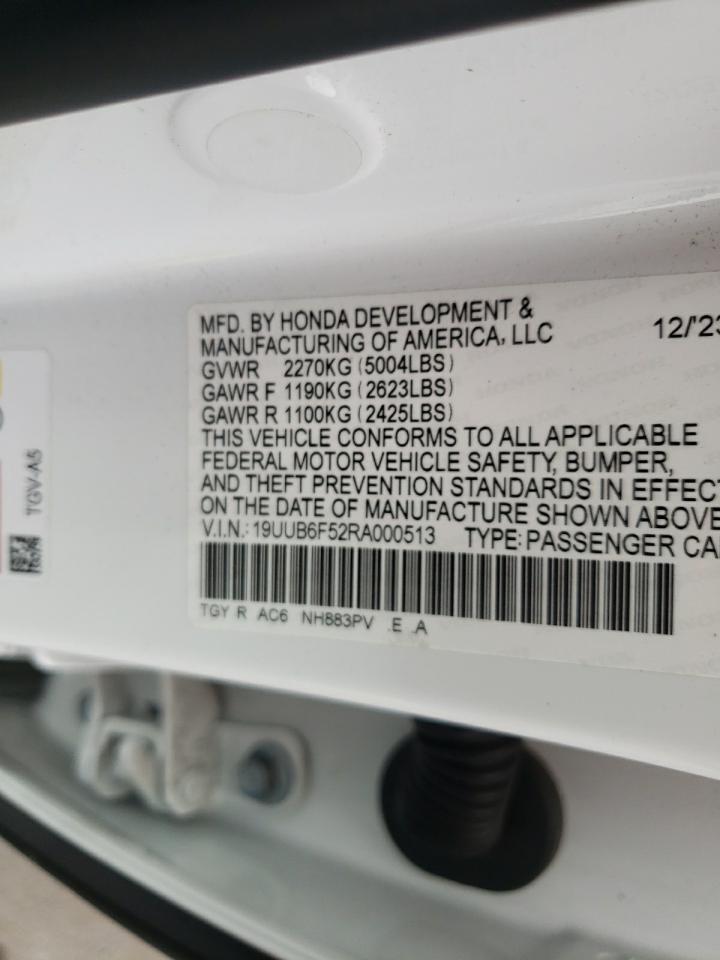 MFD. BY HONDA DEVELOPMENT &
MANUFACTURING OF AMERICA, LLC 12/'23
GVWR 2270KG (5004LBS)
GAWR F 1190KG (2623LBS)
GAWR R 1100KG (2425LBS)
THIS VEHICLE CONFORMS TO ALL APPLICABLE
FEDERAL MOTOR VEHICLE SAFETY, BUMPER,
AND THEFT PREVENTION STANDARDS IN EFFECT
ON THE DATE OF MANUFACTURE SHOWN ABOVE
V.I.N.: 19UUB6F52RA000513 TYPE: PASSENGER CA
TGY R AC6 NH883PV E A
TGV-A5